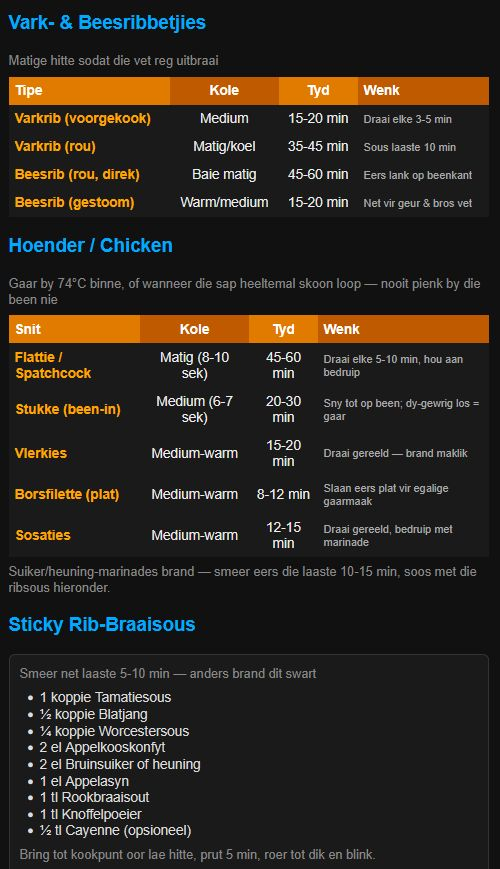 Vark- & Beesribbetjies
Matige hitte sodat die vet reg uitbraai
Tipe Kole Tyd Wenk
Varkrib (voorgekook) Medium 15-20 min Draai elke 3-5 min
Varkrib (rou) Matig/koel 35-45 min Sous laaste 10 min
Beesrib (rou, direk) Baie matig 45-60 min Eers lank op beenkant
Beesrib (gestoom) Warm/medium 15-20 min Net vir geur & bros vet
Hoender / Chicken
Gaar by 74°C binne, of wanneer die sap heeltemal skoon loop — nooit pienk by die
been nie
Snit Kole Tyd Wenk
Flattie /
Spatchcock
Matig (8-10
sek)
45-60
min
Draai elke 5-10 min, hou aan
bedruip
Stukke (been-in)
Medium (6-7
sek)
20-30
min
Sny tot op been; dy-gewrig los =
gaar
Vlerkies Medium-warm
15-20
min
Draai gereeld — brand maklik
Borsfilette (plat) Medium-warm 8-12 min
Slaan eers plat vir egalige
gaarmaak
Sosaties Medium-warm
12-15
min
Draai gereeld, bedruip met
marinade
Suiker/heuning-marinades brand — smeer eers die laaste 10-15 min, soos met die
ribsous hieronder.
Sticky Rib-Braaisous
Smeer net laaste 5-10 min — anders brand dit swart
• 1 koppie Tamatiesous
• ½ koppie Blatjang
• ¼ koppie Worcestersous
• 2 el Appelkooskonfyt
• 2 el Bruinsuiker of heuning
• 1 el Appelasyn
• 1 tl Rookbraaisout
• 1 tl Knoffelpoeier
• ½ tl Cayenne (opsioneel)
Bring tot kookpunt oor lae hitte, prut 5 min, roer tot dik en blink.